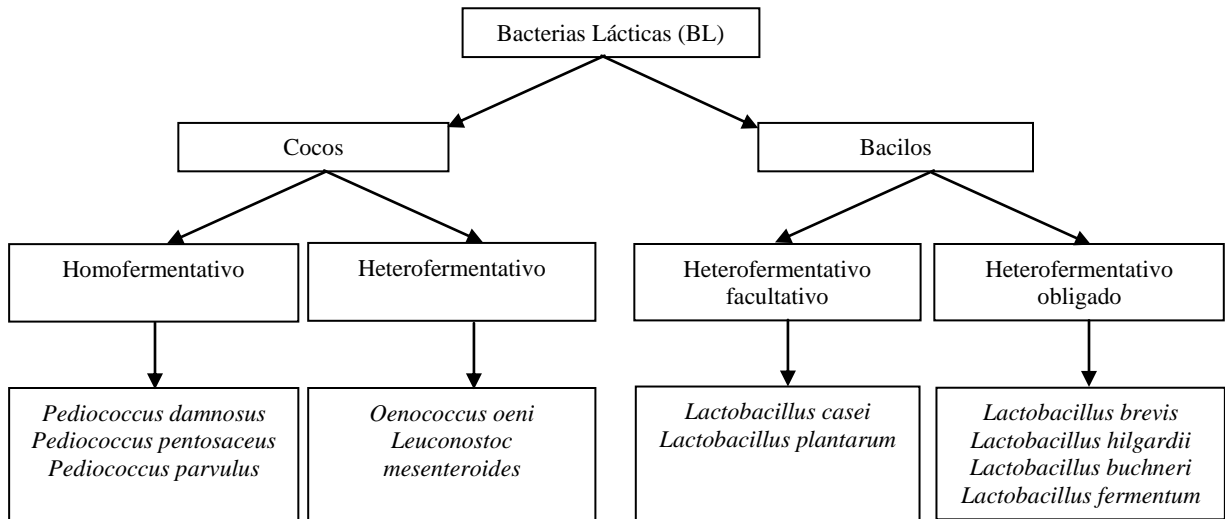 Bacterias Lácticas (BL)
Cocos
Bacilos
Homofermentativo
Heterofermentativo
Heterofermentativo
facultativo
Heterofermentativo
obligado
Pediococcus damnosus
Pediococcus pentosaceus
Pediococcus parvulus
Oenococcus oeni
Leuconostoc
mesenteroides
Lactobacillus casei
Lactobacillus plantarum
Lactobacillus brevis
Lactobacillus hilgardii
Lactobacillus buchneri
Lactobacillus fermentum